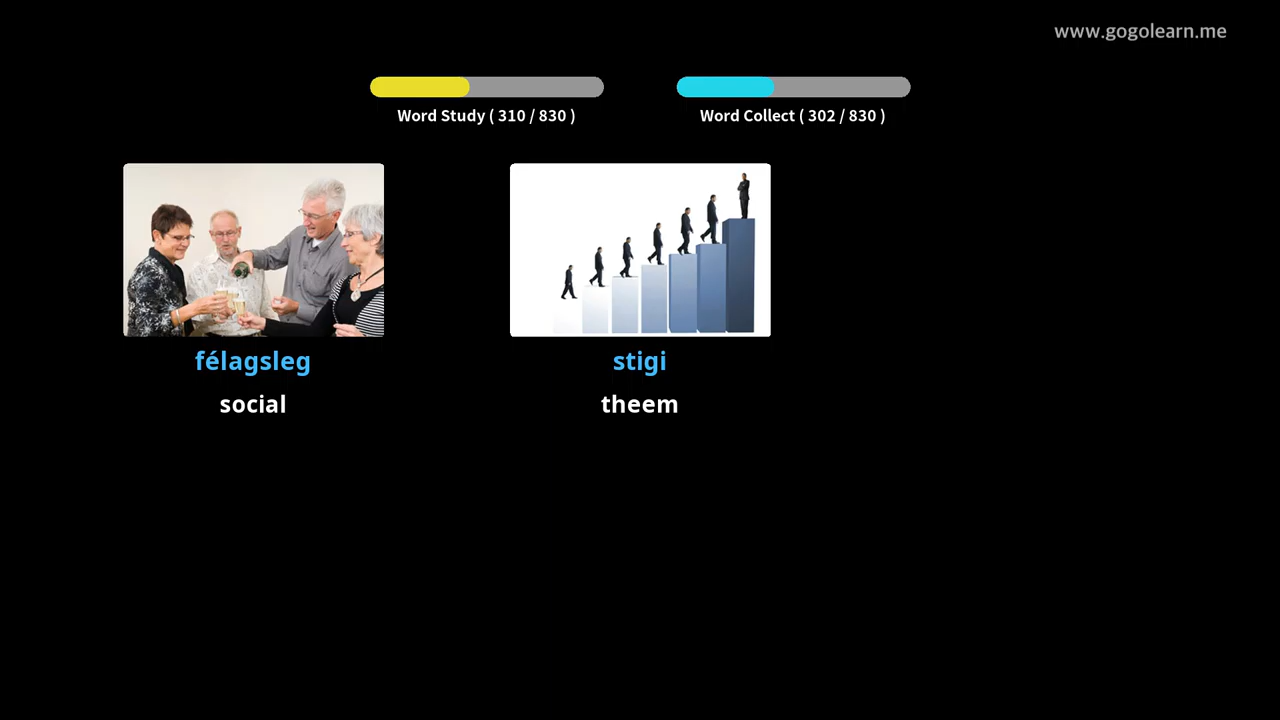 www.gogolearn.me
Word Study ( 310 / 830 )
Word Collect ( 302 / 830 )
félagsleg
stigi
social
theem